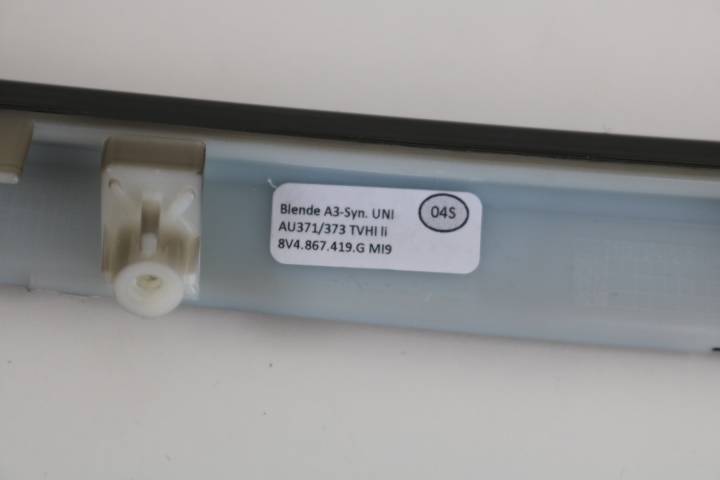 Blende A3-Syn. UNI
04S
AU371/373 TVHI li
8V4.867.419.G MI9